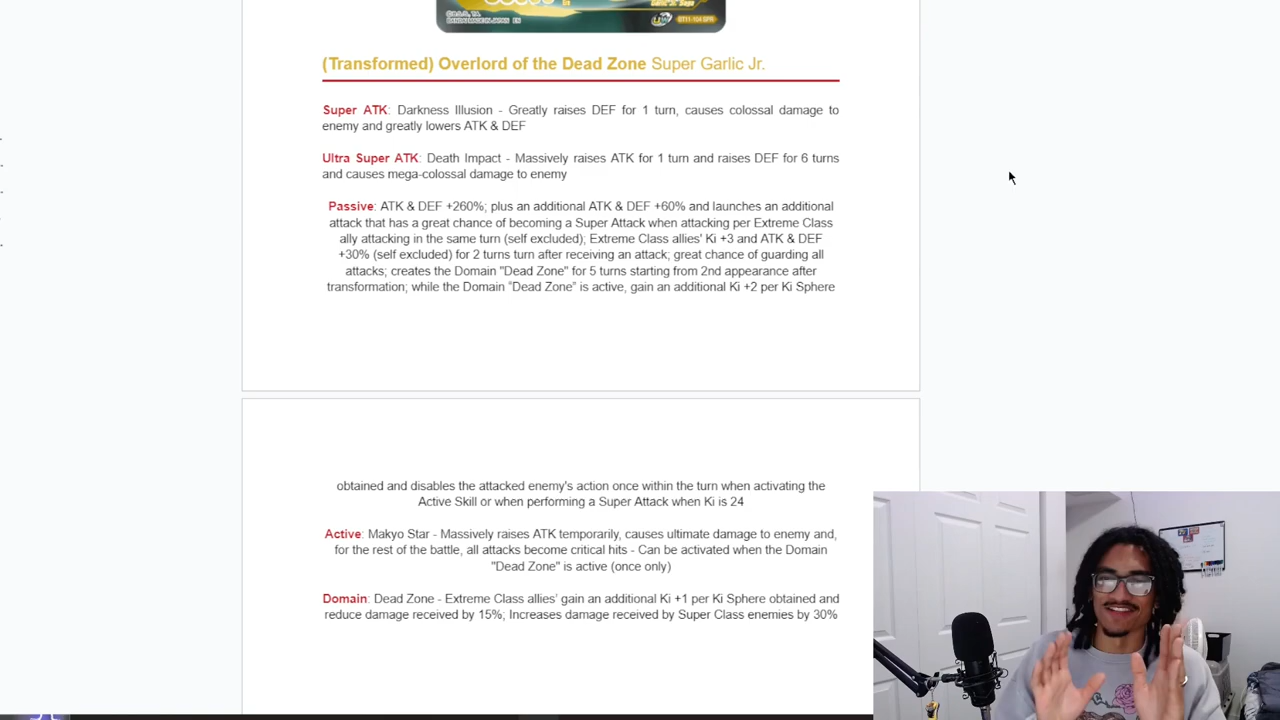 BT11-104 SPR
(Transformed) Overlord of the Dead Zone Super Garlic Jr.
Super ATK: Darkness Illusion - Greatly raises DEF for 1 turn, causes colossal damage to
enemy and greatly lowers ATK & DEF
Ultra Super ATK: Death Impact - Massively raises ATK for 1 turn and raises DEF for 6 turns
and causes mega-colossal damage to enemy
Passive: ATK & DEF +260%; plus an additional ATK & DEF +60% and launches an additional
attack that has a great chance of becoming a Super Attack when attacking per Extreme Class
ally attacking in the same turn (self excluded); Extreme Class allies' Ki +3 and ATK & DEF
+30% (self excluded) for 2 turns turn after receiving an attack; great chance of guarding all
attacks; creates the Domain "Dead Zone" for 5 turns starting from 2nd appearance after
transformation; while the Domain "Dead Zone" is active, gain an additional Ki +2 per Ki Sphere
obtained and disables the attacked enemy's action once within the turn when activating the
Active Skill or when performing a Super Attack when Ki is 24
Active: Makyo Star - Massively raises ATK temporarily, causes ultimate damage to enemy and,
for the rest of the battle, all attacks become critical hits - Can be activated when the Domain
"Dead Zone" is active (once only)
Domain: Dead Zone - Extreme Class allies' gain an additional Ki +1 per Ki Sphere obtained and
reduce damage received by 15%; Increases damage received by Super Class enemies by 30%